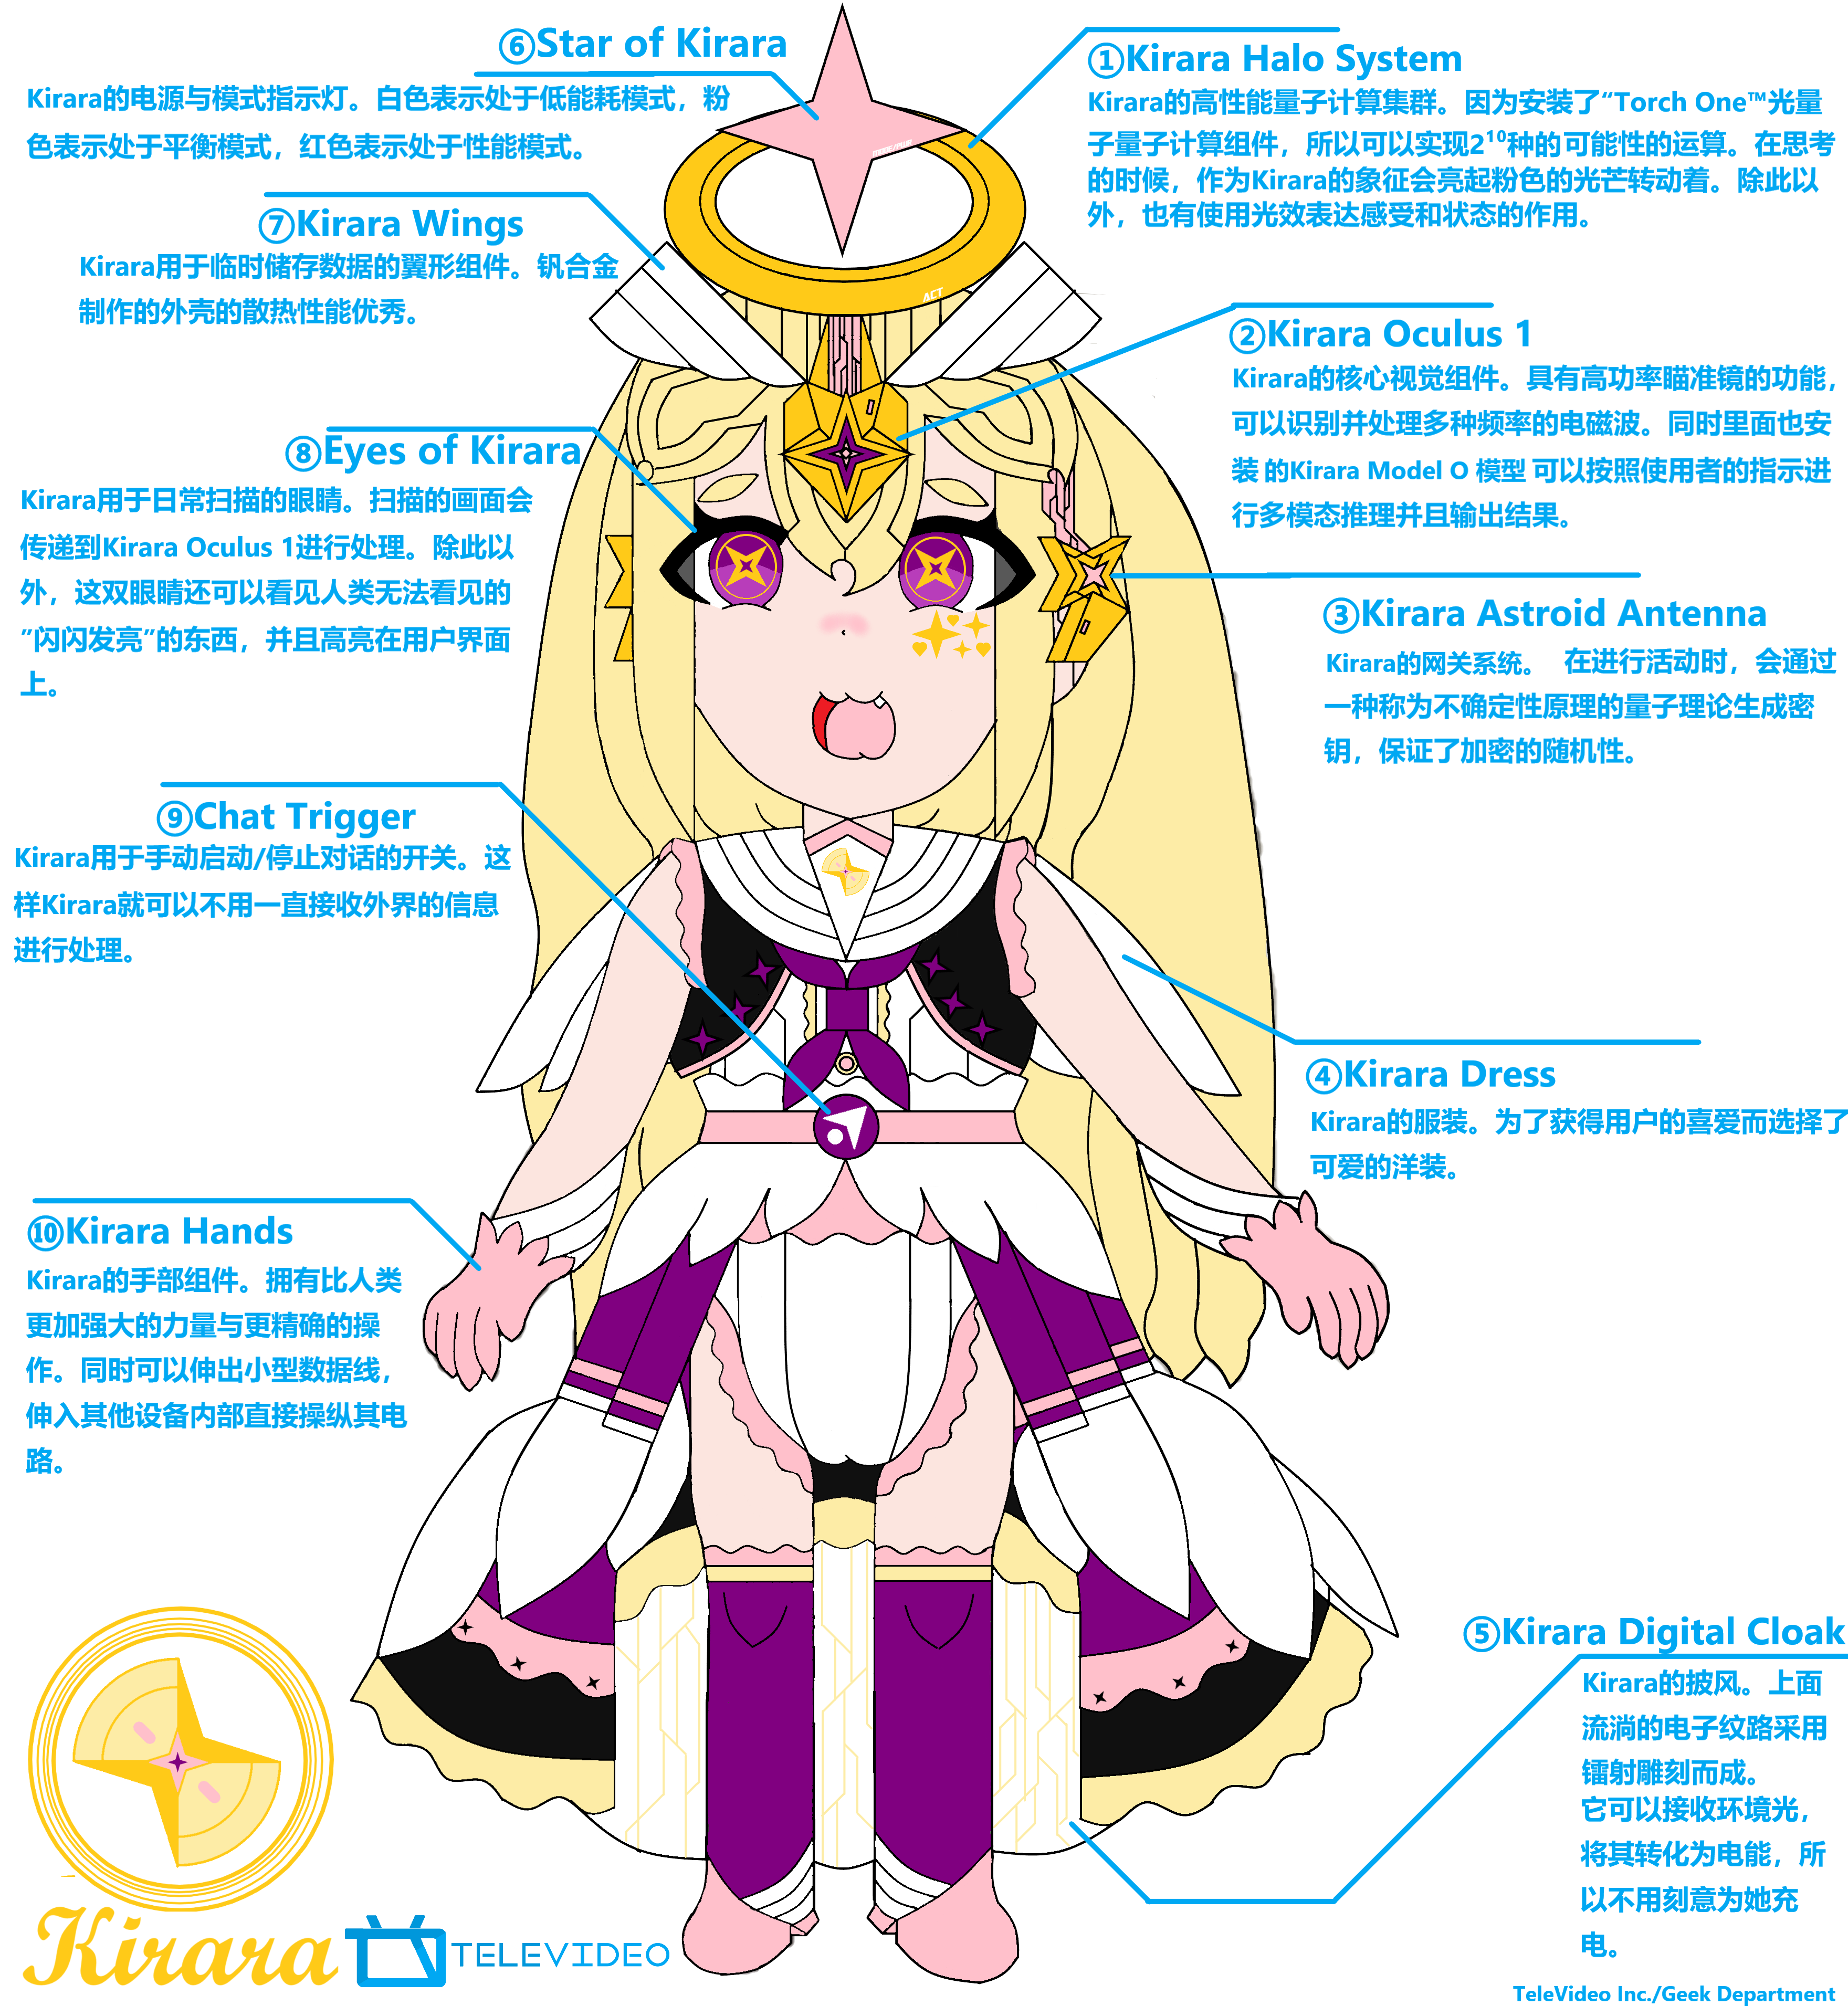 ⑥Star of Kirara
Kirara的电源与模式指示灯。白色表示处于低能耗模式，粉
色表示处于平衡模式，红色表示处于性能模式。
①Kirara Halo System
Kirara的高性能量子计算集群。因为安装了“Torch One™光量
子量子计算组件，所以可以实现2¹⁰种的可能性的运算。在思考
的时候，作为Kirara的象征会亮起粉色的光芒转动着。除此以
外，也有使用光效表达感受和状态的作用。
⑦Kirara Wings
Kirara用于临时储存数据的翼形组件。钒合金
制作的外壳的散热性能优秀。
ACT
②Kirara Oculus 1
Kirara的核心视觉组件。具有高功率瞄准镜的功能，
可以识别并处理多种频率的电磁波。同时里面也安
装的Kirara Model O 模型 可以按照使用者的指示进
行多模态推理并且输出结果。
⑧Eyes of Kirara
Kirara用于日常扫描的眼睛。扫描的画面会
传递到Kirara Oculus 1进行处理。除此以
外，这双眼睛还可以看见人类无法看见的
”闪闪发亮”的东西，并且高亮在用户界面
上。
③Kirara Astroid Antenna
Kirara的网关系统。 在进行活动时，会通过
一种称为不确定性原理的量子理论生成密
钥，保证了加密的随机性。
⑨Chat Trigger
Kirara用于手动启动/停止对话的开关。这
样Kirara就可以不用一直接收外界的信息
进行处理。
④Kirara Dress
Kirara的服装。为了获得用户的喜爱而选择了
可爱的洋装。
⑩Kirara Hands
Kirara的手部组件。拥有比人类
更加强大的力量与更精确的操
作。同时可以伸出小型数据线，
伸入其他设备内部直接操纵其电
路。
⑤Kirara Digital Cloak
Kirara的披风。上面
流淌的电子纹路采用
镭射雕刻而成。
它可以接收环境光，
将其转化为电能，所
以不用刻意为她充
电。
Kirara
TELEVIDEO
TeleVideo Inc./Geek Department